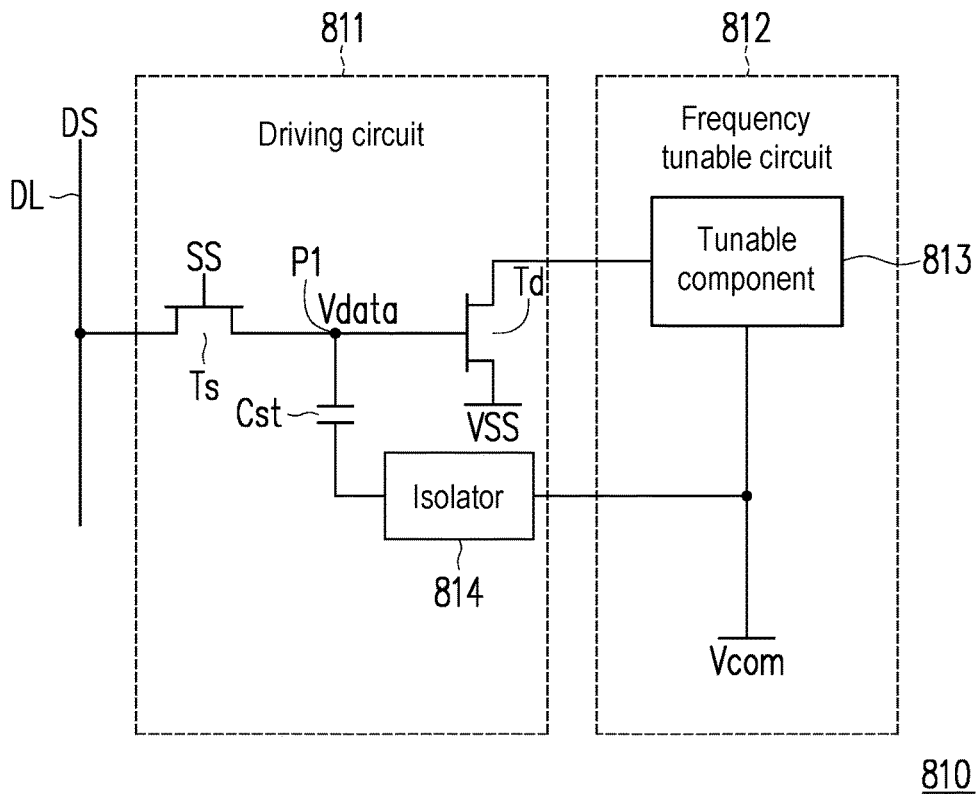 811
812
DS
Driving circuit
Frequency
tunable circuit
DL
SS
P1
Vdata
Td
Tunable
component
813
Ts
Cst
VSS
Isolator
814
Vcom
810